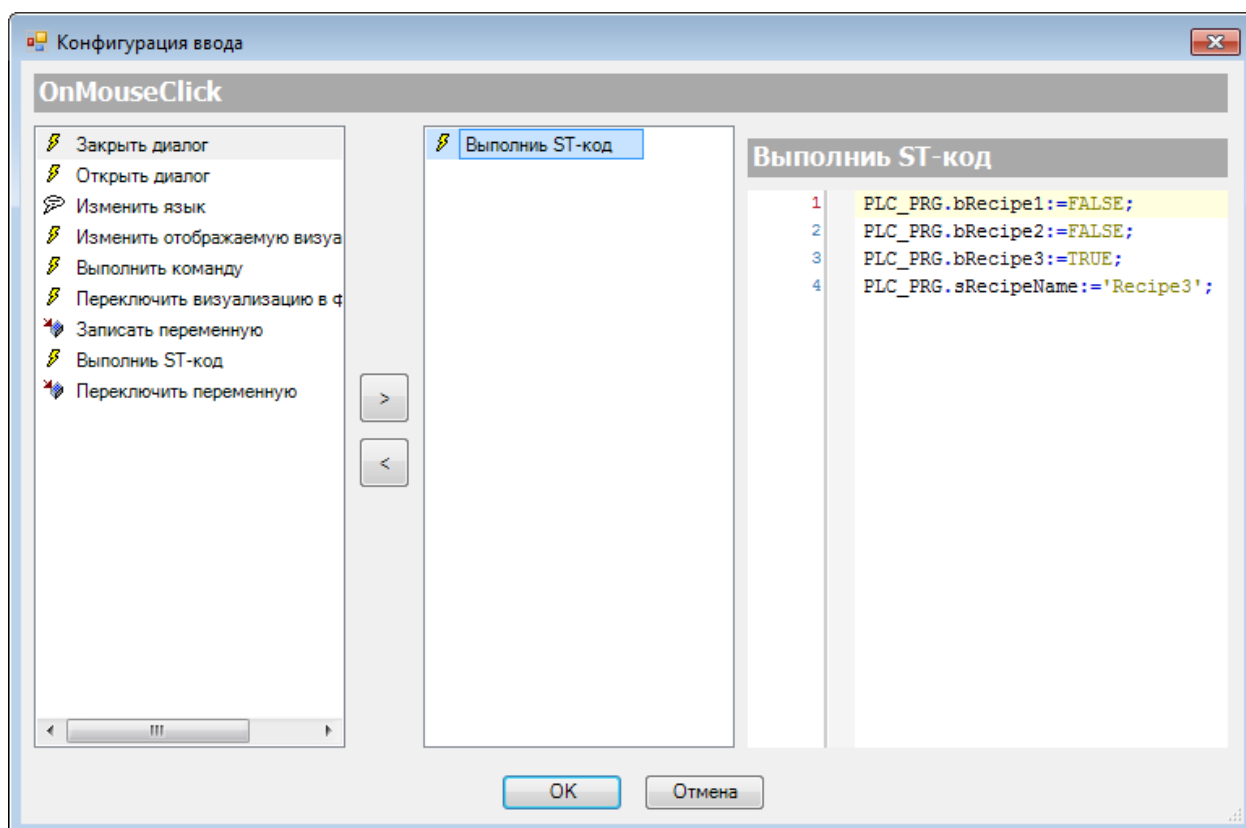 Конфигурация ввода
OnMouseClick
Закрыть диалог
Открыть диалог
Изменить язык
Изменить отображаемую визуа
Выполнить команду
Переключить визуализацию в ф
Записать переменную
Выполниь ST-код
Переключить переменную
>
<
Выполниь ST-код
Выполниь ST-код
1 PLC_PRG.bRecipe1:=FALSE;
2 PLC_PRG.bRecipe2:=FALSE;
3 PLC_PRG.bRecipe3:=TRUE;
4 PLC_PRG.sRecipeName:='Recipe3';
OK
Отмена